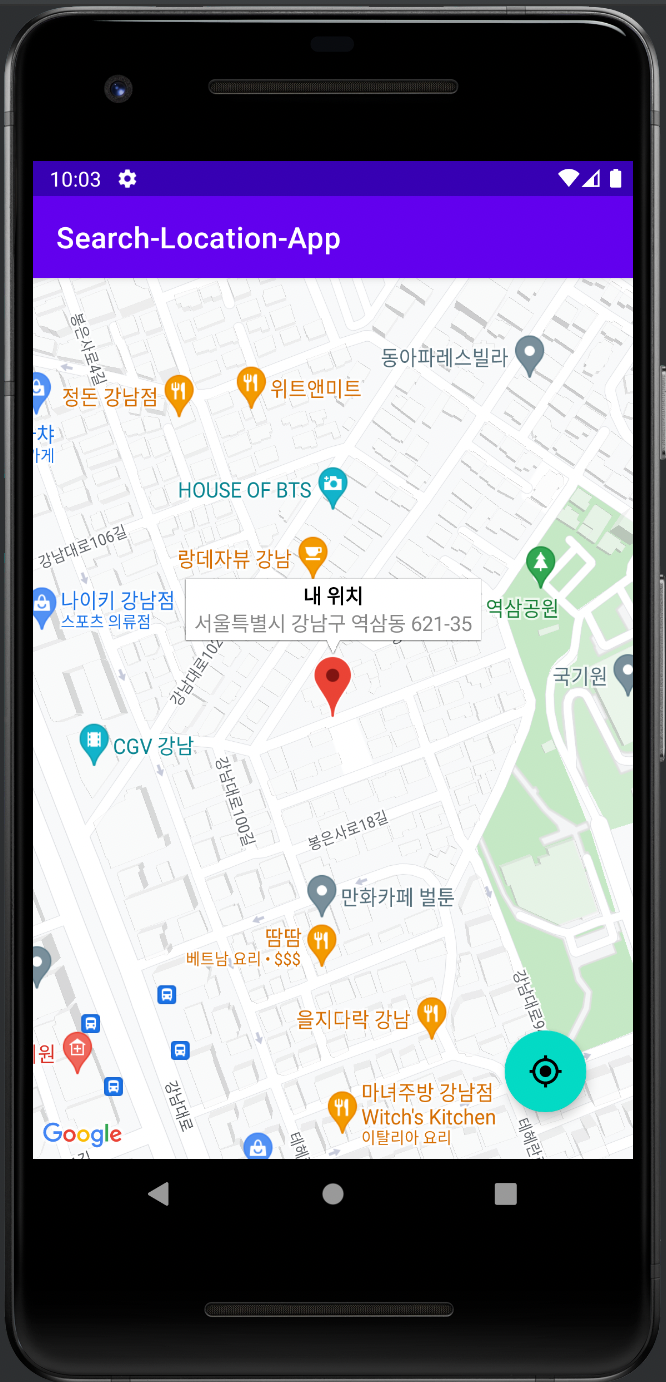 10:03
Search-Location-App
봉은사로4길
동아파레스빌라
정돈 강남점
위트앤미트
가게
HOUSE OF BTS
강남대로106길
랑데자뷰 강남
역삼공원
나이키 강남점
스포츠 의류점
내 위치
서울특별시 강남구 역삼동 621-35
강남대로102
국기원
CGV 강남
강남대로100길
봉은사로18길
만화카페 벌툰
땀땀
베트남 요리 • $$$
강남대로9
을지다락 강남
원
강남대로
마녀주방 강남점
Witch's Kitchen
이탈리아 요리
Google
테헤
테헤란